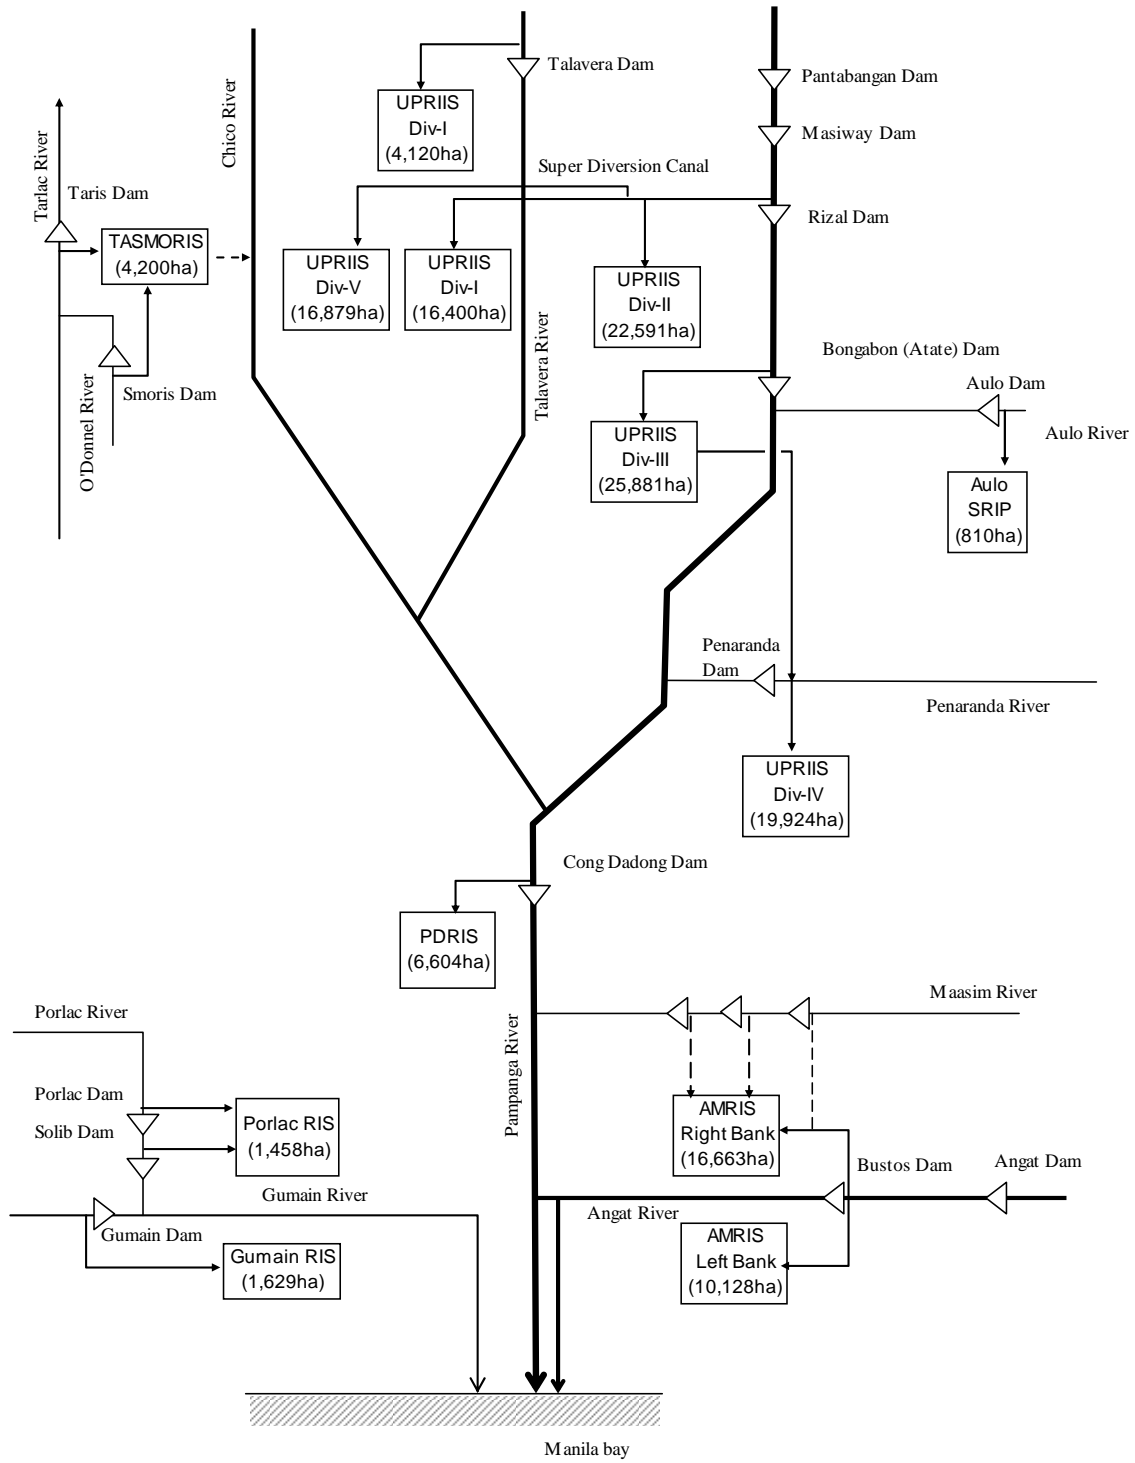 Talavera Dam
Pantabangan Dam
UPRIIS
Div-I
(4,120ha)
Chico River
Masiway Dam
Super Diversion Canal
Tarlac River
Taris Dam
Rizal Dam
TASMORIS
(4,200ha)
UPRIIS
Div-V
(16,879ha)
UPRIIS
Div-I
(16,400ha)
UPRIIS
Div-II
(22,591ha)
Talavera River
Bongabon (Atate) Dam
O'Donnel River
Smoris Dam
Aulo Dam
Aulo River
UPRIIS
Div-III
(25,881ha)
Aulo
SRIP
(810ha)
Penaranda
Dam
Penaranda River
UPRIIS
Div-IV
(19,924ha)
Cong Dadong Dam
PDRIS
(6,604ha)
Maasim River
Porlac River
Pampanga River
Porlac Dam
Solib Dam
Porlac RIS
(1,458ha)
AMRIS
Right Bank
(16,663ha)
Bustos Dam
Angat Dam
Gumain River
Angat River
Gumain Dam
AMRIS
Left Bank
(10,128ha)
Gumain RIS
(1,629ha)
Manila bay